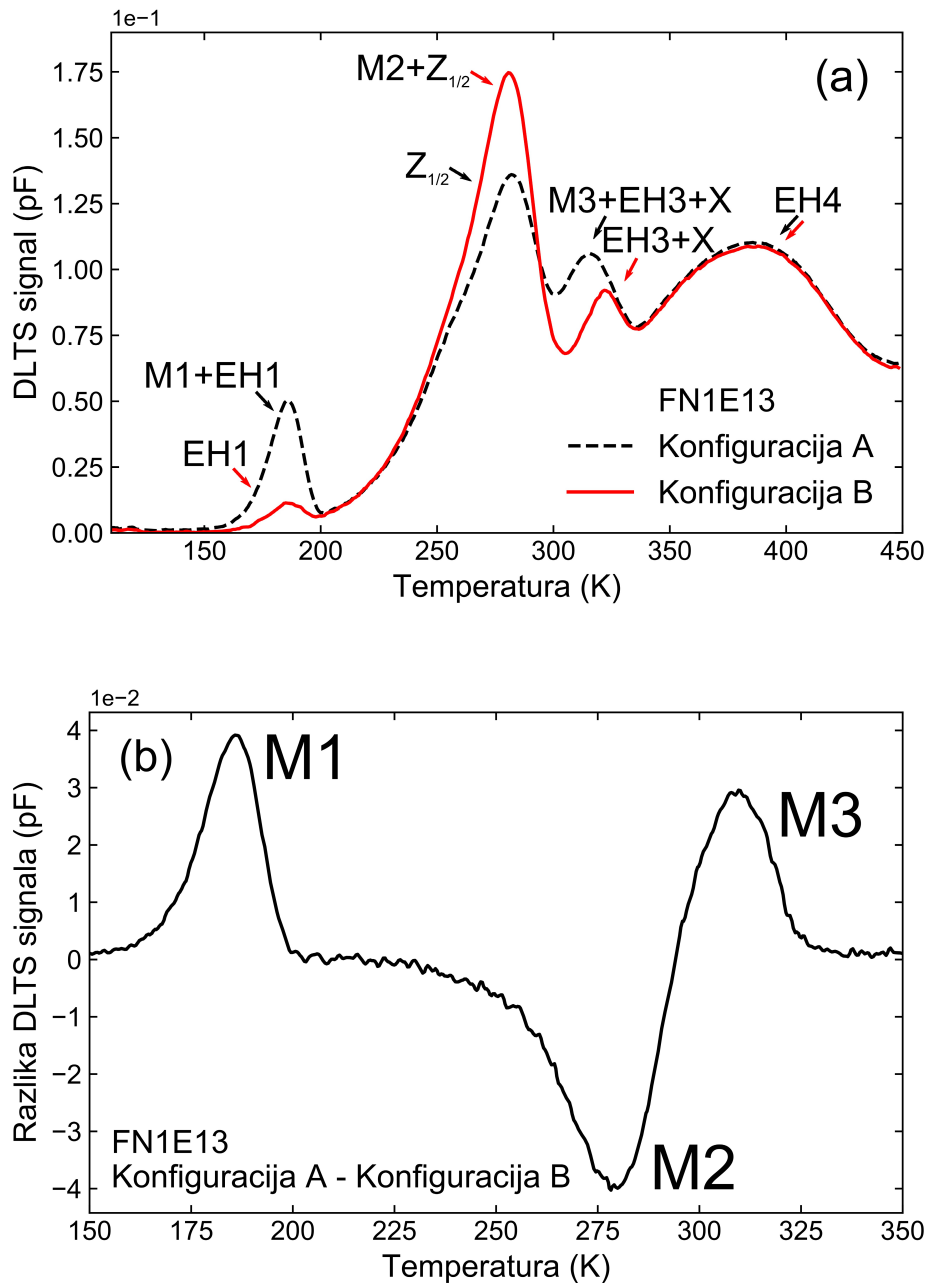 1e−1
(a)
M2+Z1/2
Z1/2
M3+EH3+X
EH3+X
EH4
M1+EH1
EH1
FN1E13
Konfiguracija A
Konfiguracija B
DLTS signal (pF)
1.75
1.50
1.25
1.00
0.75
0.50
0.25
0.00
150 200 250 300 350 400 450
Temperatura (K)
1e−2
(b)
M1
M3
M2
FN1E13
Konfiguracija A - Konfiguracija B
Razlika DLTS signala (pF)
4
3
2
1
0
−1
−2
−3
−4
150 175 200 225 250 275 300 325 350
Temperatura (K)